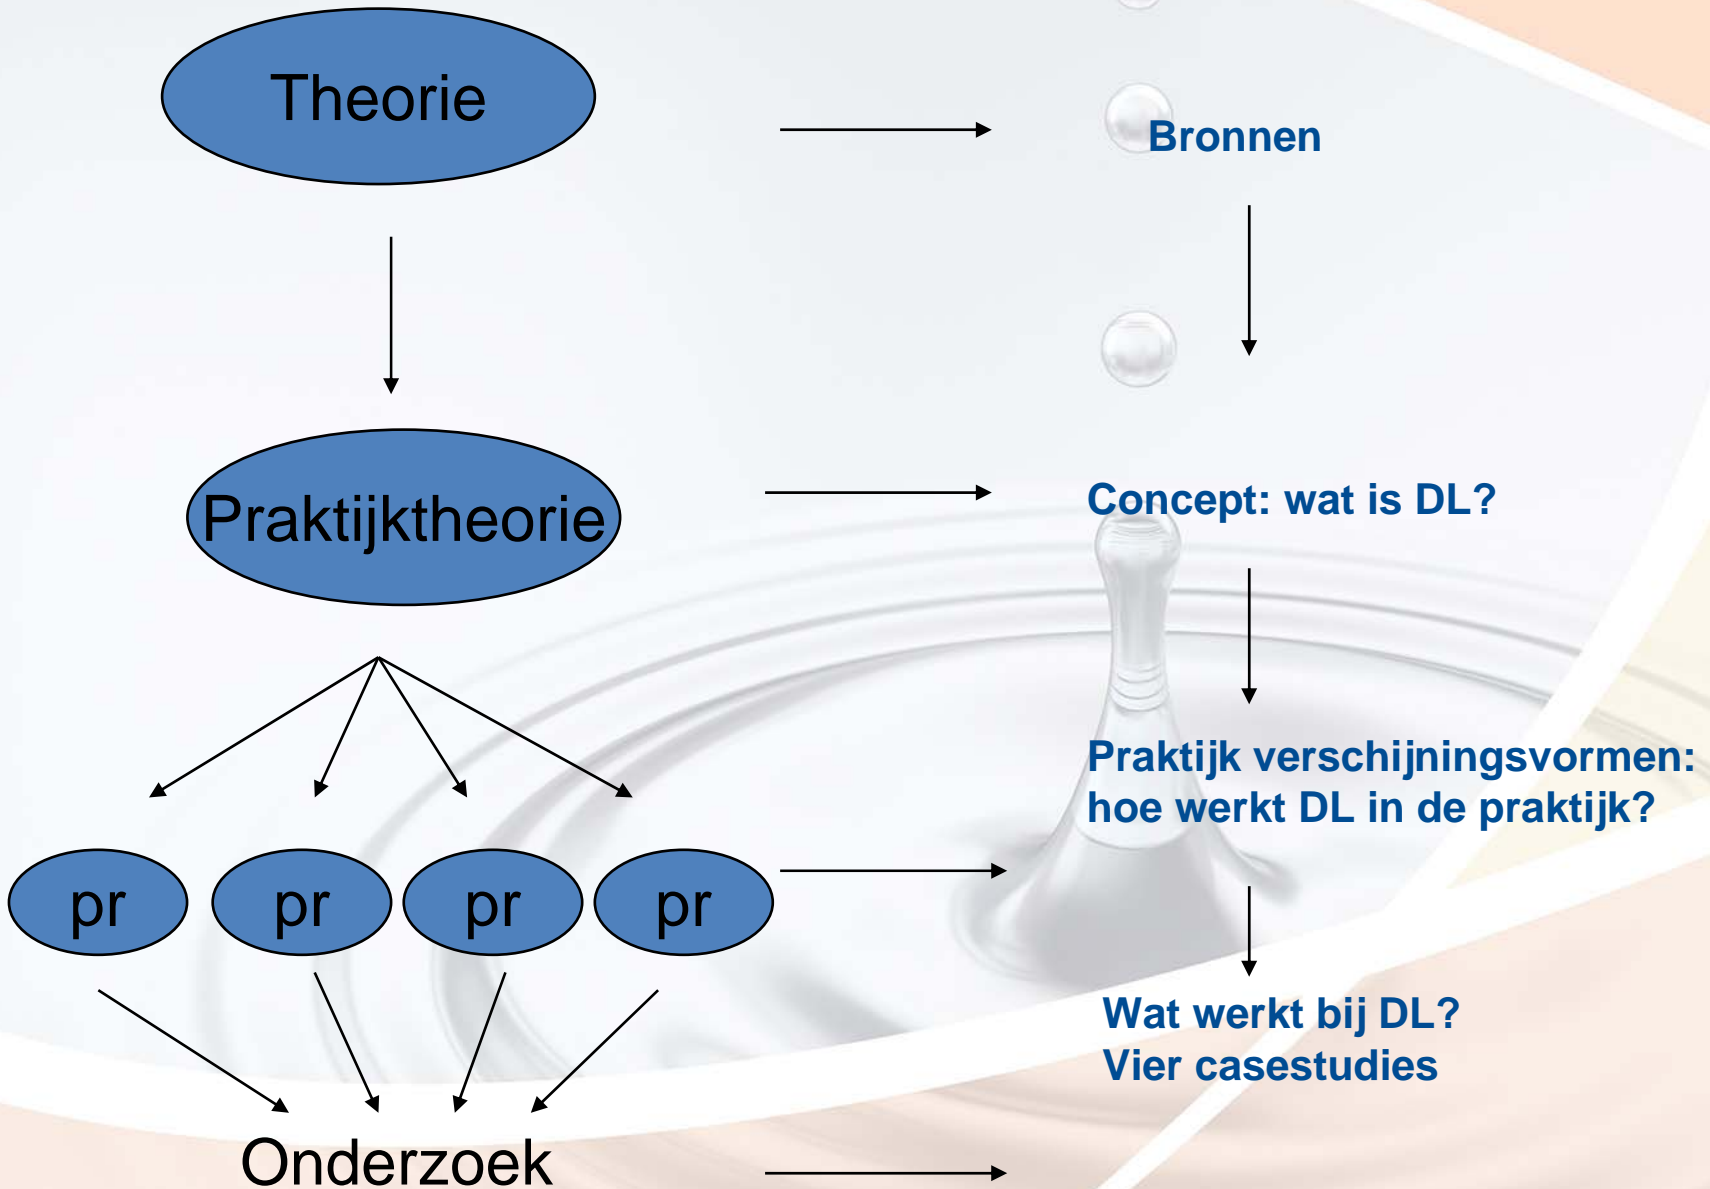 Theorie
Bronnen
Praktijktheorie
Concept: wat is DL?
Praktijk verschijningsvormen:
hoe werkt DL in de praktijk?
pr pr pr pr
Wat werkt bij DL?
Vier casestudies
Onderzoek